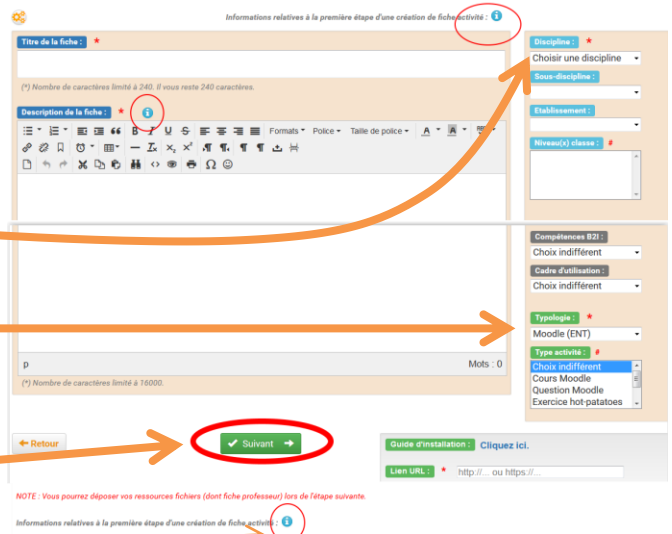 Informations relatives à la première étape d'une création de fiche activité :
Titre de la fiche : *
(*) Nombre de caractères limité à 240. Il vous reste 240 caractères.
Description de la fiche : *
Formats Police Taille de police
p Mots : 0
(*) Nombre de caractères limité à 16000.
Discipline : *
Choisir une discipline
Sous-discipline :
Etablissement :
Niveau(x) classe : #
Compétences B2I :
Choix indifférent
Cadre d'utilisation :
Choix indifférent
Typologie : *
Moodle (ENT)
Type activité : #
Choix indifférent
Cours Moodle
Question Moodle
Exercice hot-patatoes
Retour
Suivant
Guide d'installation : Cliquez ici.
Lien URL : * http://... ou https://...
NOTE : Vous pourrez déposer vos ressources fichiers (dont fiche professeur) lors de l'étape suivante.
Informations relatives à la première étape d'une création de fiche activité :